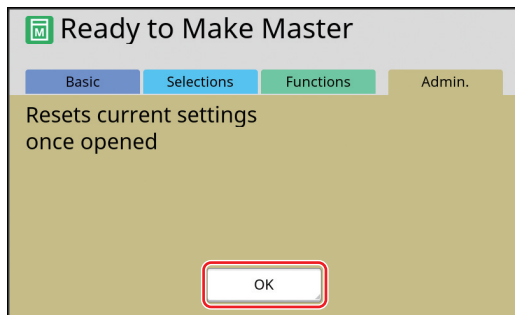 M Ready to Make Master
Basic Selections Functions Admin.
Resets current settings
once opened
OK